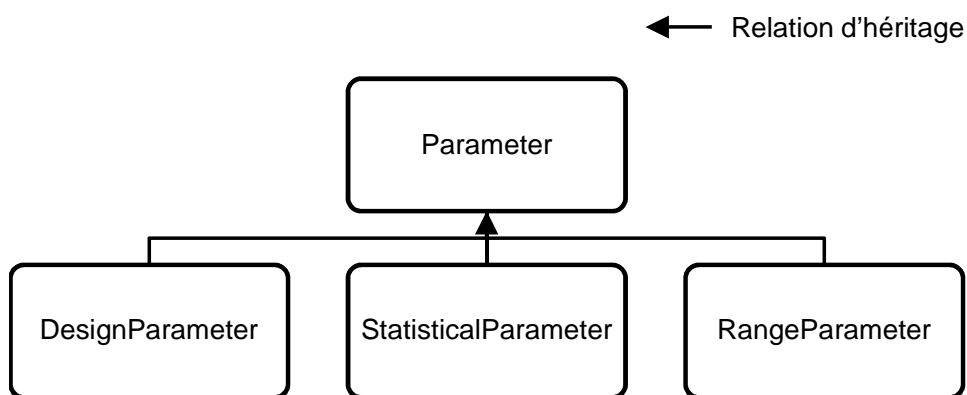 Relation d'héritage
Parameter
DesignParameter
StatisticalParameter
RangeParameter